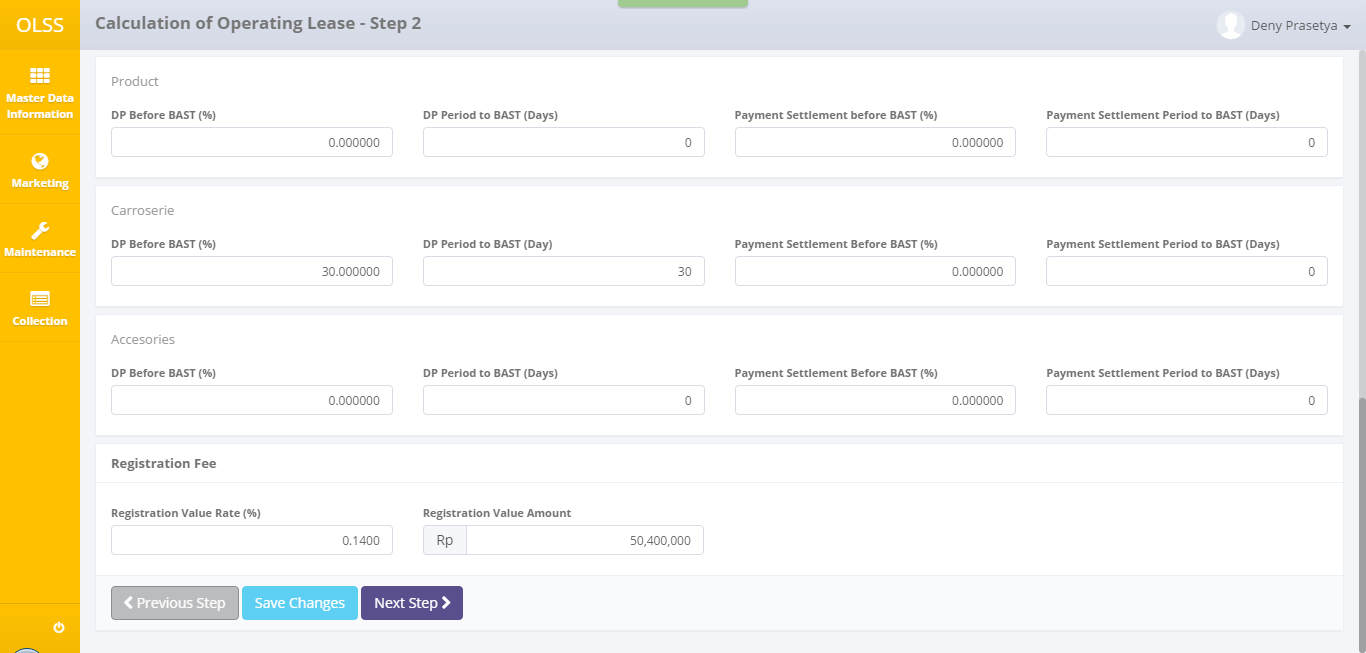 OLSS
Calculation of Operating Lease - Step 2
Deny Prasetya
Master Data
Information
Marketing
Maintenance
Collection
Product
DP Before BAST (%)
DP Period to BAST (Days)
Payment Settlement before BAST (%)
Payment Settlement Period to BAST (Days)
0.000000
0
0.000000
0
Carroserie
DP Before BAST (%)
DP Period to BAST (Day)
Payment Settlement Before BAST (%)
Payment Settlement Period to BAST (Days)
30.000000
30
0.000000
0
Accesories
DP Before BAST (%)
DP Period to BAST (Days)
Payment Settlement Before BAST (%)
Payment Settlement Period to BAST (Days)
0.000000
0
0.000000
0
Registration Fee
Registration Value Rate (%)
Registration Value Amount
0.1400
Rp 50,400,000
Previous Step
Save Changes
Next Step